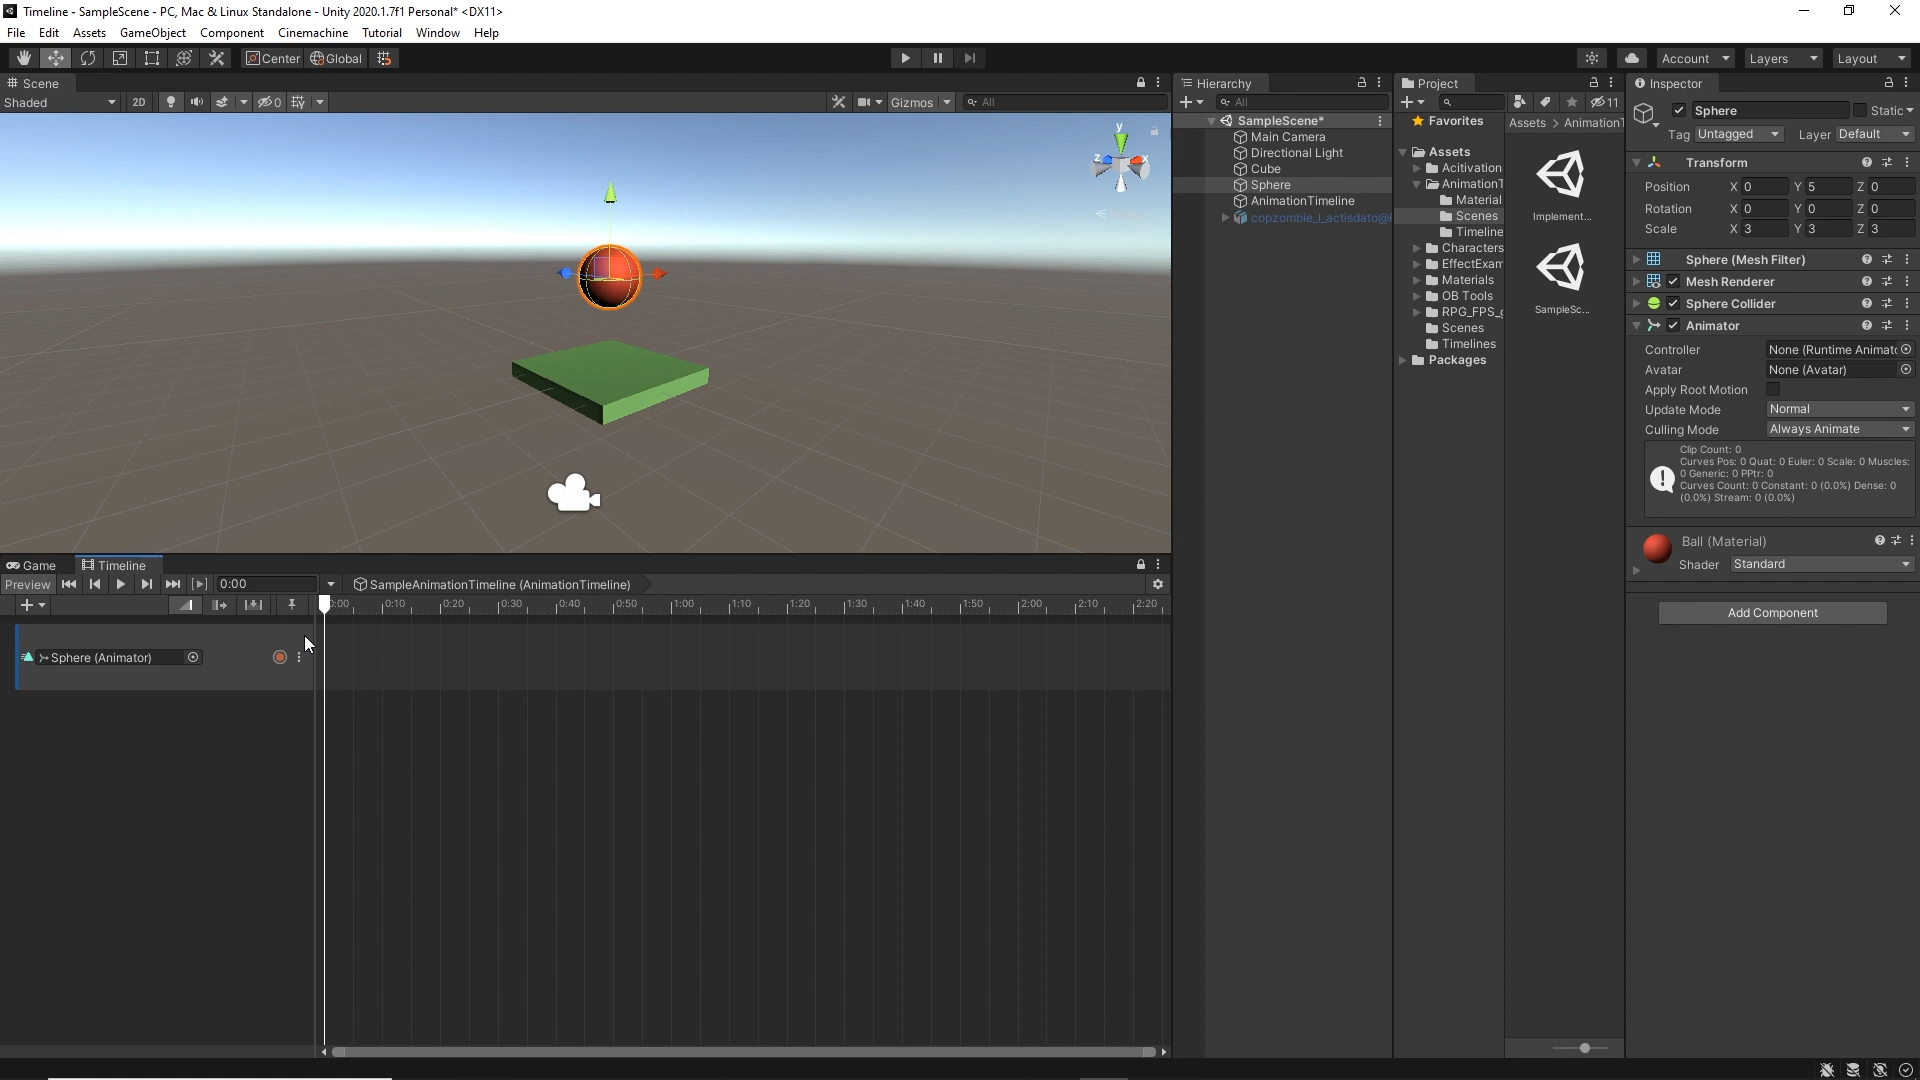 Timeline - SampleScene - PC, Mac & Linux Standalone - Unity 2020.1.7f1 Personal* <DX11>
File Edit Assets GameObject Component Cinemachine Tutorial Window Help
Center Global Account Layers Layout
Scene
Shaded 2D 0 Gizmos All
y
z x
Hierarchy
All
SampleScene*
Main Camera
Directional Light
Cube
Sphere
AnimationTimeline
copzombie_l_actisdato@
Project
11
Favorites
Assets
Acitivation
AnimationT
Material
Scenes
Timeline
Characters
EffectExam
Materials
OB Tools
RPG_FPS_
Scenes
Timelines
Packages
Assets > AnimationT
Implement...
SampleSc...
Inspector
Sphere Static
Tag Untagged Layer Default
Transform
Position X 0 Y 5 Z 0
Rotation X 0 Y 0 Z 0
Scale X 3 Y 3 Z 3
Sphere (Mesh Filter)
Mesh Renderer
Sphere Collider
Animator
Controller None (Runtime Animato
Avatar None (Avatar)
Apply Root Motion
Update Mode Normal
Culling Mode Always Animate
Clip Count: 0
Curves Pos: 0 Quat: 0 Euler: 0 Scale: 0 Muscles:
0 Generic: 0 PPtr: 0
Curves Count: 0 Constant: 0 (0.0%) Dense: 0
(0.0%) Stream: 0 (0.0%)
Ball (Material)
Shader Standard
Add Component
Game Timeline
Preview 0:00 SampleAnimationTimeline (AnimationTimeline)
0:00 0:10 0:20 0:30 0:40 0:50 1:00 1:10 1:20 1:30 1:40 1:50 2:00 2:10 2:20
Sphere (Animator)